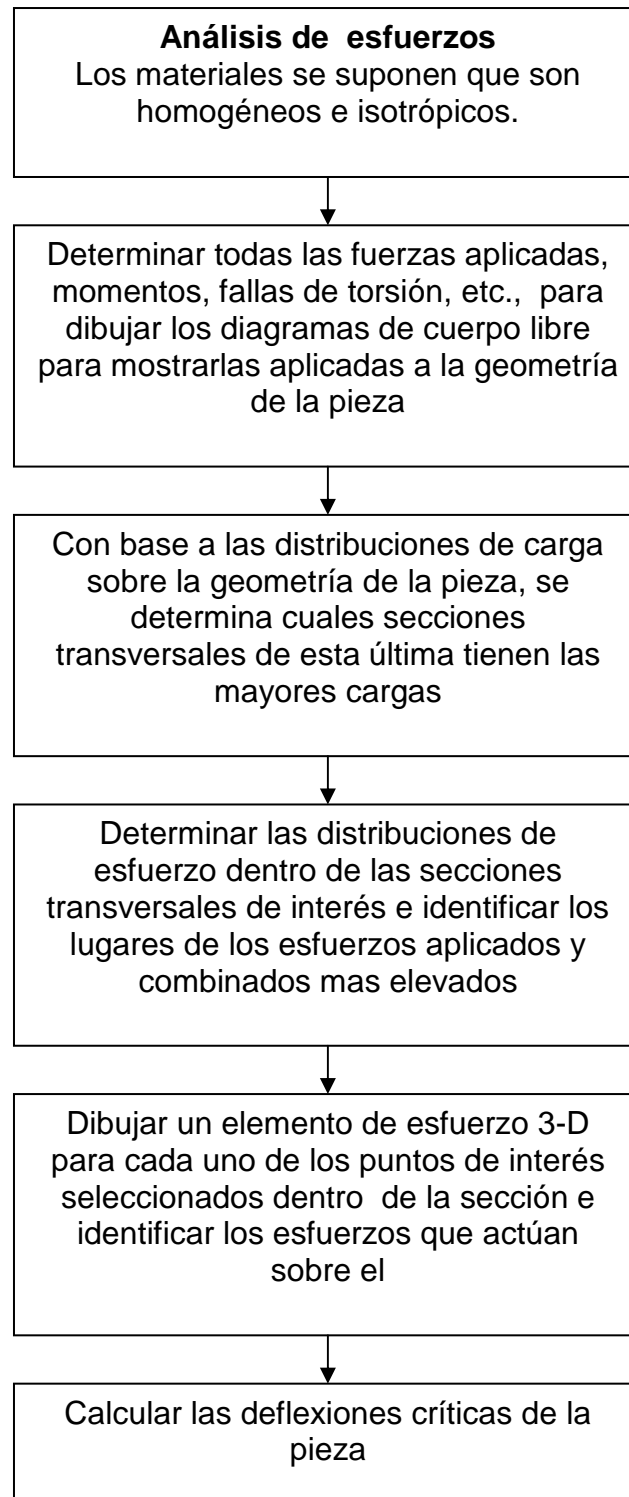 Análisis de  esfuerzos
Los materiales se suponen que son
homogéneos e isotrópicos.
Determinar todas las fuerzas aplicadas,
momentos, fallas de torsión, etc.,  para
dibujar los diagramas de cuerpo libre
para mostrarlas aplicadas a la geometría
de la pieza
Con base a las distribuciones de carga
sobre la geometría de la pieza, se
determina cuales secciones
transversales de esta última tienen las
mayores cargas
Determinar las distribuciones de
esfuerzo dentro de las secciones
transversales de interés e identificar los
lugares de los esfuerzos aplicados y
combinados mas elevados
Dibujar un elemento de esfuerzo 3-D
para cada uno de los puntos de interés
seleccionados dentro  de la sección e
identificar los esfuerzos que actúan
sobre el
Calcular las deflexiones críticas de la
pieza